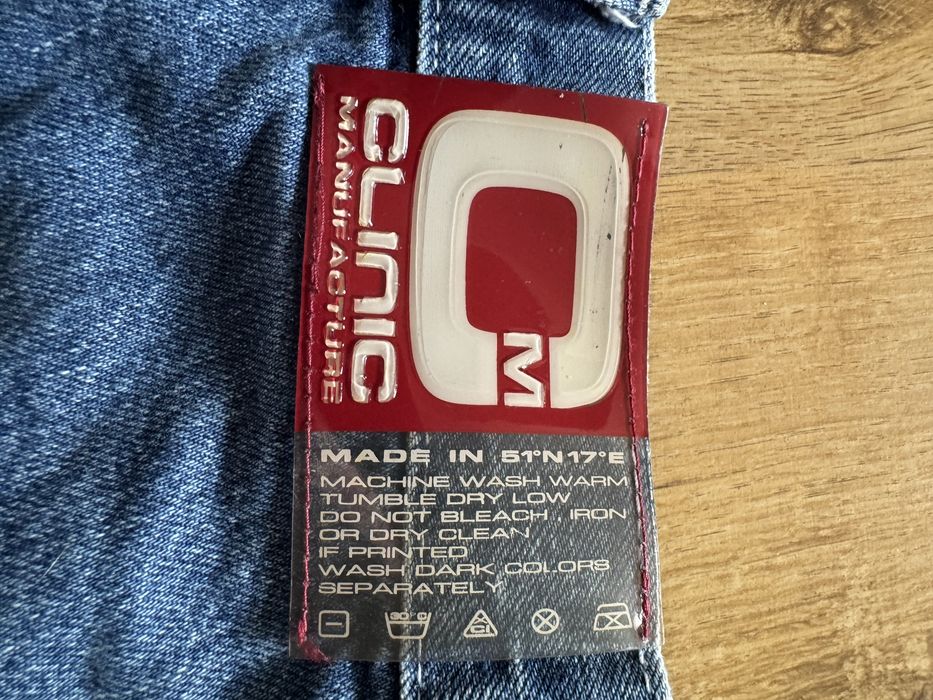 CLINIC
MANUFACTURE
M
MADE IN 51°N17°E
MACHINE WASH WARM
TUMBLE DRY LOW
DO NOT BLEACH, IRON
OR DRY CLEAN
IF PRINTED
WASH DARK COLORS
SEPARATELY
30°C
CL